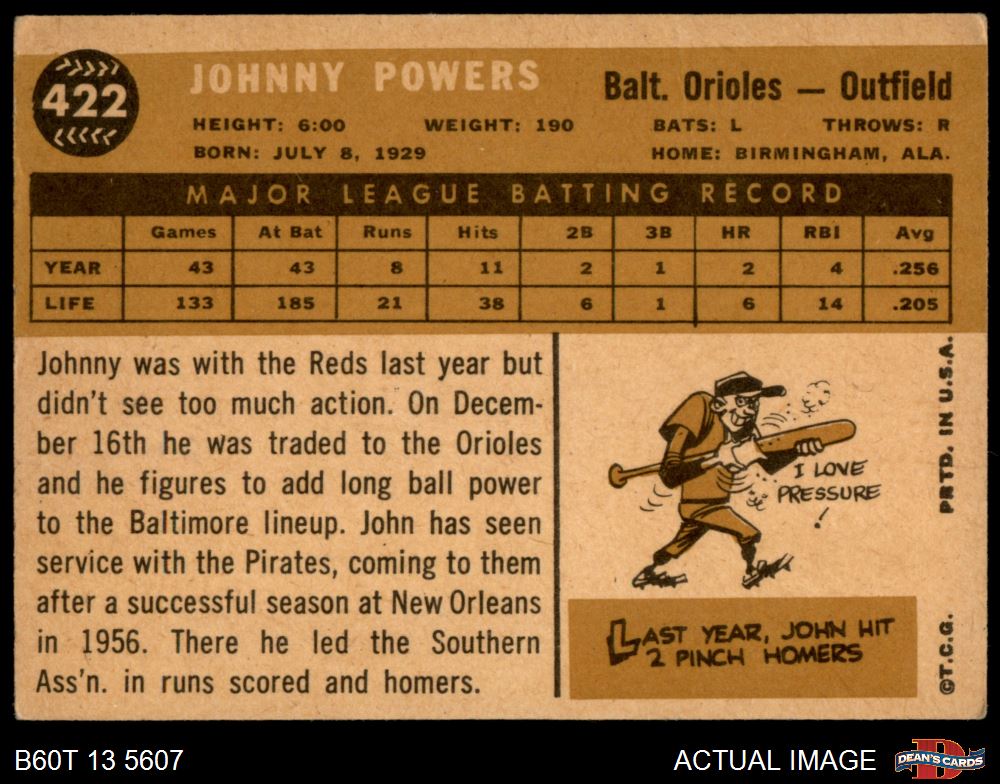 422
JOHNNY POWERS
Balt. Orioles — Outfield
HEIGHT: 6:00 WEIGHT: 190 BATS: L THROWS: R
BORN: JULY 8, 1929 HOME: BIRMINGHAM, ALA.
MAJOR LEAGUE BATTING RECORD
Games At Bat Runs Hits 2B 3B HR RBI Avg
YEAR 43 43 8 11 2 1 2 4 .256
LIFE 133 185 21 38 6 1 6 14 .205
Johnny was with the Reds last year but
didn't see too much action. On Decem-
ber 16th he was traded to the Orioles
and he figures to add long ball power
to the Baltimore lineup. John has seen
service with the Pirates, coming to them
after a successful season at New Orleans
in 1956. There he led the Southern
Ass'n. in runs scored and homers.
I LOVE
PRESSURE
!
LAST YEAR, JOHN HIT
2 PINCH HOMERS
PRTD. IN U.S.A.
©T.C.G.
B60T 13 5607
ACTUAL IMAGE
D
DEAN'S CARDS